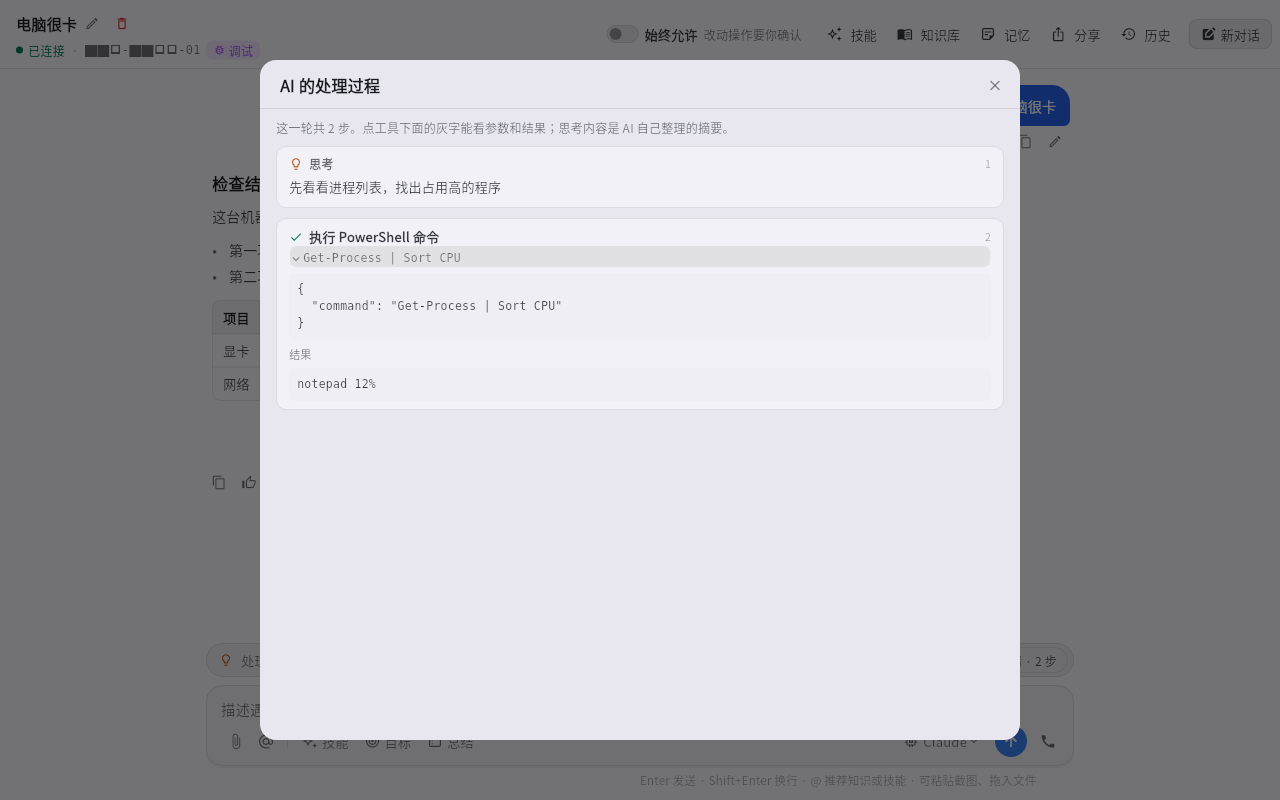 电脑很卡
已连接
调试
始终允许 改动操作要你确认
技能
知识库
记忆
分享
历史
新对话
AI 的处理过程
这一轮共 2 步。点工具下面的灰字能看参数和结果；思考内容是 AI 自己整理的摘要。
思考
1
先看看进程列表，找出占用高的程序
执行 PowerShell 命令
2
Get-Process | Sort CPU
{
"command": "Get-Process | Sort CPU"
}
结果
notepad 12%
脑很卡
检查结
这台机
• 第一
• 第二
项目
显卡
网络
处理
· 2 步
描述
技能
目标
总结
Claude
Enter 发送 · Shift+Enter 换行 · @ 推荐知识或技能 · 可粘贴截图、拖入文件